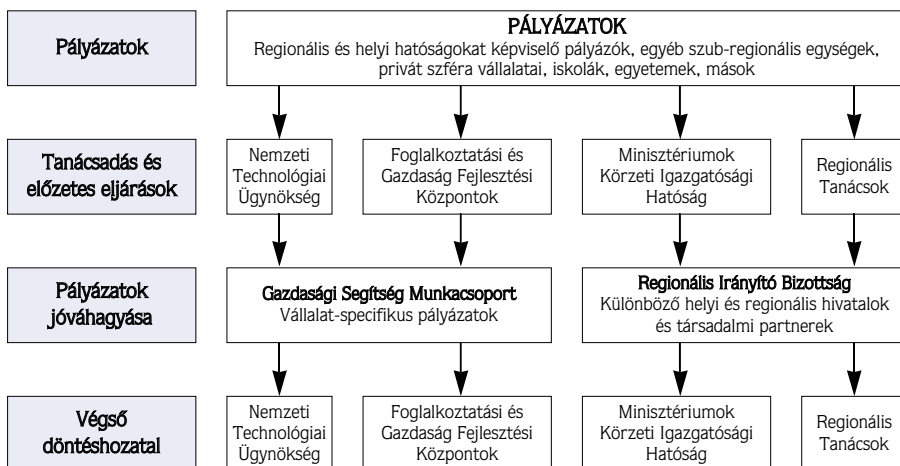 Pályázatok
PÁLYÁZATOK
Regionális és helyi hatóságokat képviselő pályázók, egyéb szub-regionális egységek,
privát szféra vállalatai, iskolák, egyetemek, mások
Tanácsadás és
előzetes eljárások
Nemzeti
Technológiai
Ügynökség
Foglalkoztatási és
Gazdaság Fejlesztési
Központok
Minisztériumok
Körzeti Igazgatósági
Hatóság
Regionális
Tanácsok
Pályázatok
jóváhagyása
Gazdasági Segítség Munkacsoport
Vállalat-specifikus pályázatok
Regionális Irányító Bizottság
Különböző helyi és regionális hivatalok
és társadalmi partnerek
Végső
döntéshozatal
Nemzeti
Technológiai
Ügynökség
Foglalkoztatási és
Gazdaság Fejlesztési
Központok
Minisztériumok
Körzeti Igazgatósági
Hatóság
Regionális
Tanácsok